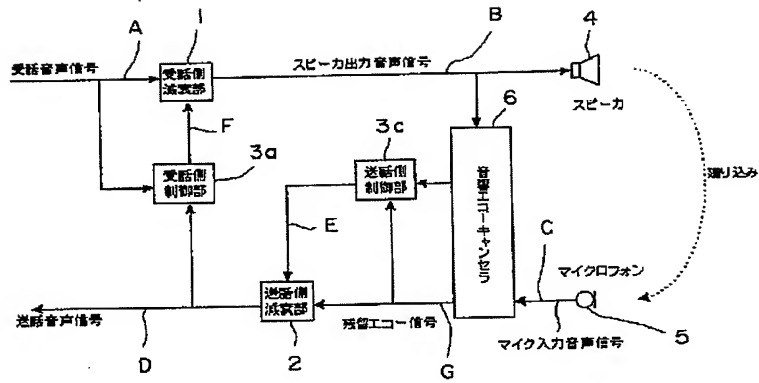 A
1
B
4
受話音声信号
受話側
減衰部
スピーカ出力音声信号
スピーカ
6
F
3c
3a
受話側
制御部
送話側
制御部
音響エコーキャンセラ
廻り込み
E
C
マイクロフォン
送話側
減衰部
送話音声信号
残留エコー信号
マイク入力音声信号
5
D
2
G